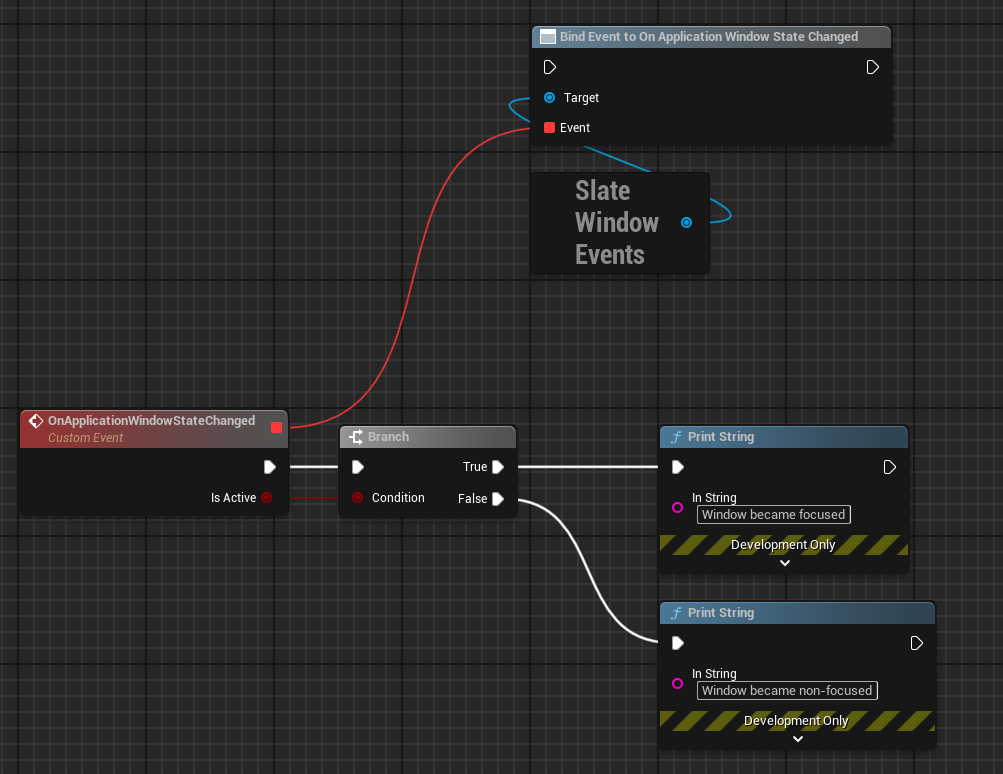 Bind Event to On Application Window State Changed
Target
Event
Slate
Window
Events
OnApplicationWindowStateChanged
Custom Event
Is Active
Branch
True
Condition
False
Print String
In String
Window became focused
Development Only
Print String
In String
Window became non-focused
Development Only